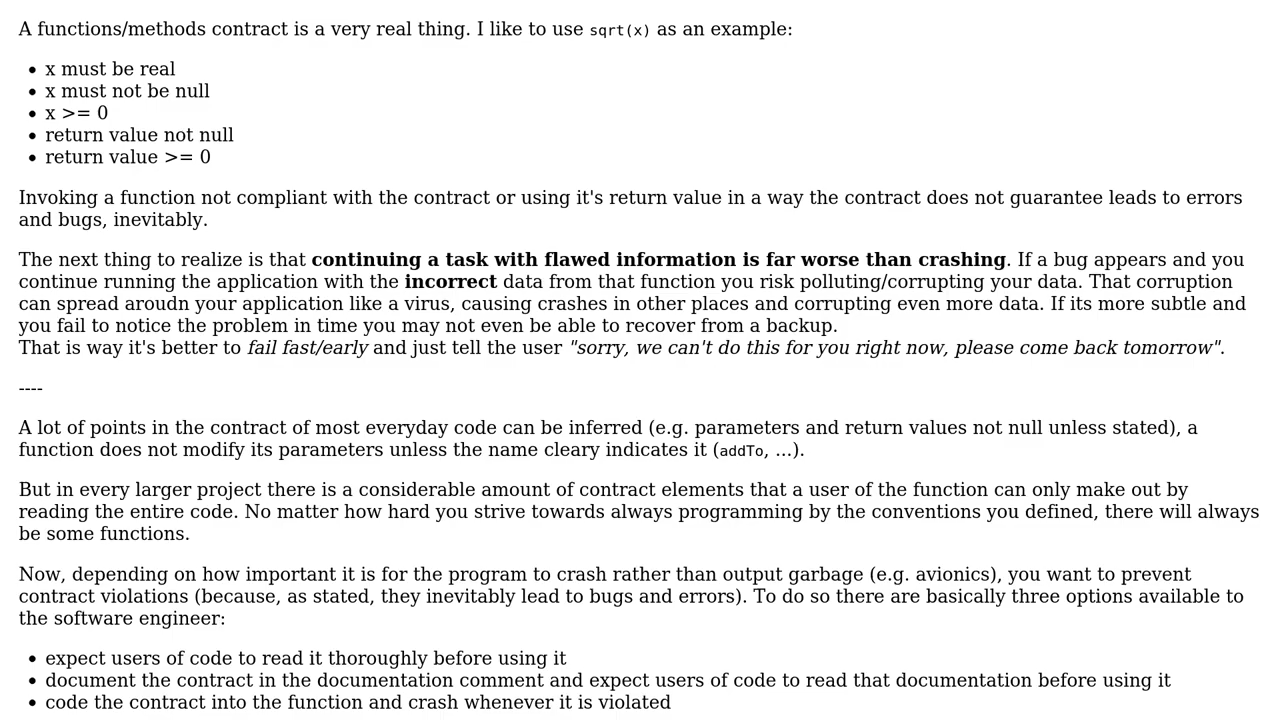 A functions/methods contract is a very real thing. I like to use sqrt(x) as an example:
• x must be real
• x must not be null
• x >= 0
• return value not null
• return value >= 0
Invoking a function not compliant with the contract or using it's return value in a way the contract does not guarantee leads to errors
and bugs, inevitably.
The next thing to realize is that continuing a task with flawed information is far worse than crashing. If a bug appears and you
continue running the application with the incorrect data from that function you risk polluting/corrupting your data. That corruption
can spread aroudn your application like a virus, causing crashes in other places and corrupting even more data. If its more subtle and
you fail to notice the problem in time you may not even be able to recover from a backup.
That is way it's better to fail fast/early and just tell the user "sorry, we can't do this for you right now, please come back tomorrow".
----
A lot of points in the contract of most everyday code can be inferred (e.g. parameters and return values not null unless stated), a
function does not modify its parameters unless the name cleary indicates it (addTo, ...).
But in every larger project there is a considerable amount of contract elements that a user of the function can only make out by
reading the entire code. No matter how hard you strive towards always programming by the conventions you defined, there will always
be some functions.
Now, depending on how important it is for the program to crash rather than output garbage (e.g. avionics), you want to prevent
contract violations (because, as stated, they inevitably lead to bugs and errors). To do so there are basically three options available to
the software engineer:
• expect users of code to read it thoroughly before using it
• document the contract in the documentation comment and expect users of code to read that documentation before using it
• code the contract into the function and crash whenever it is violated